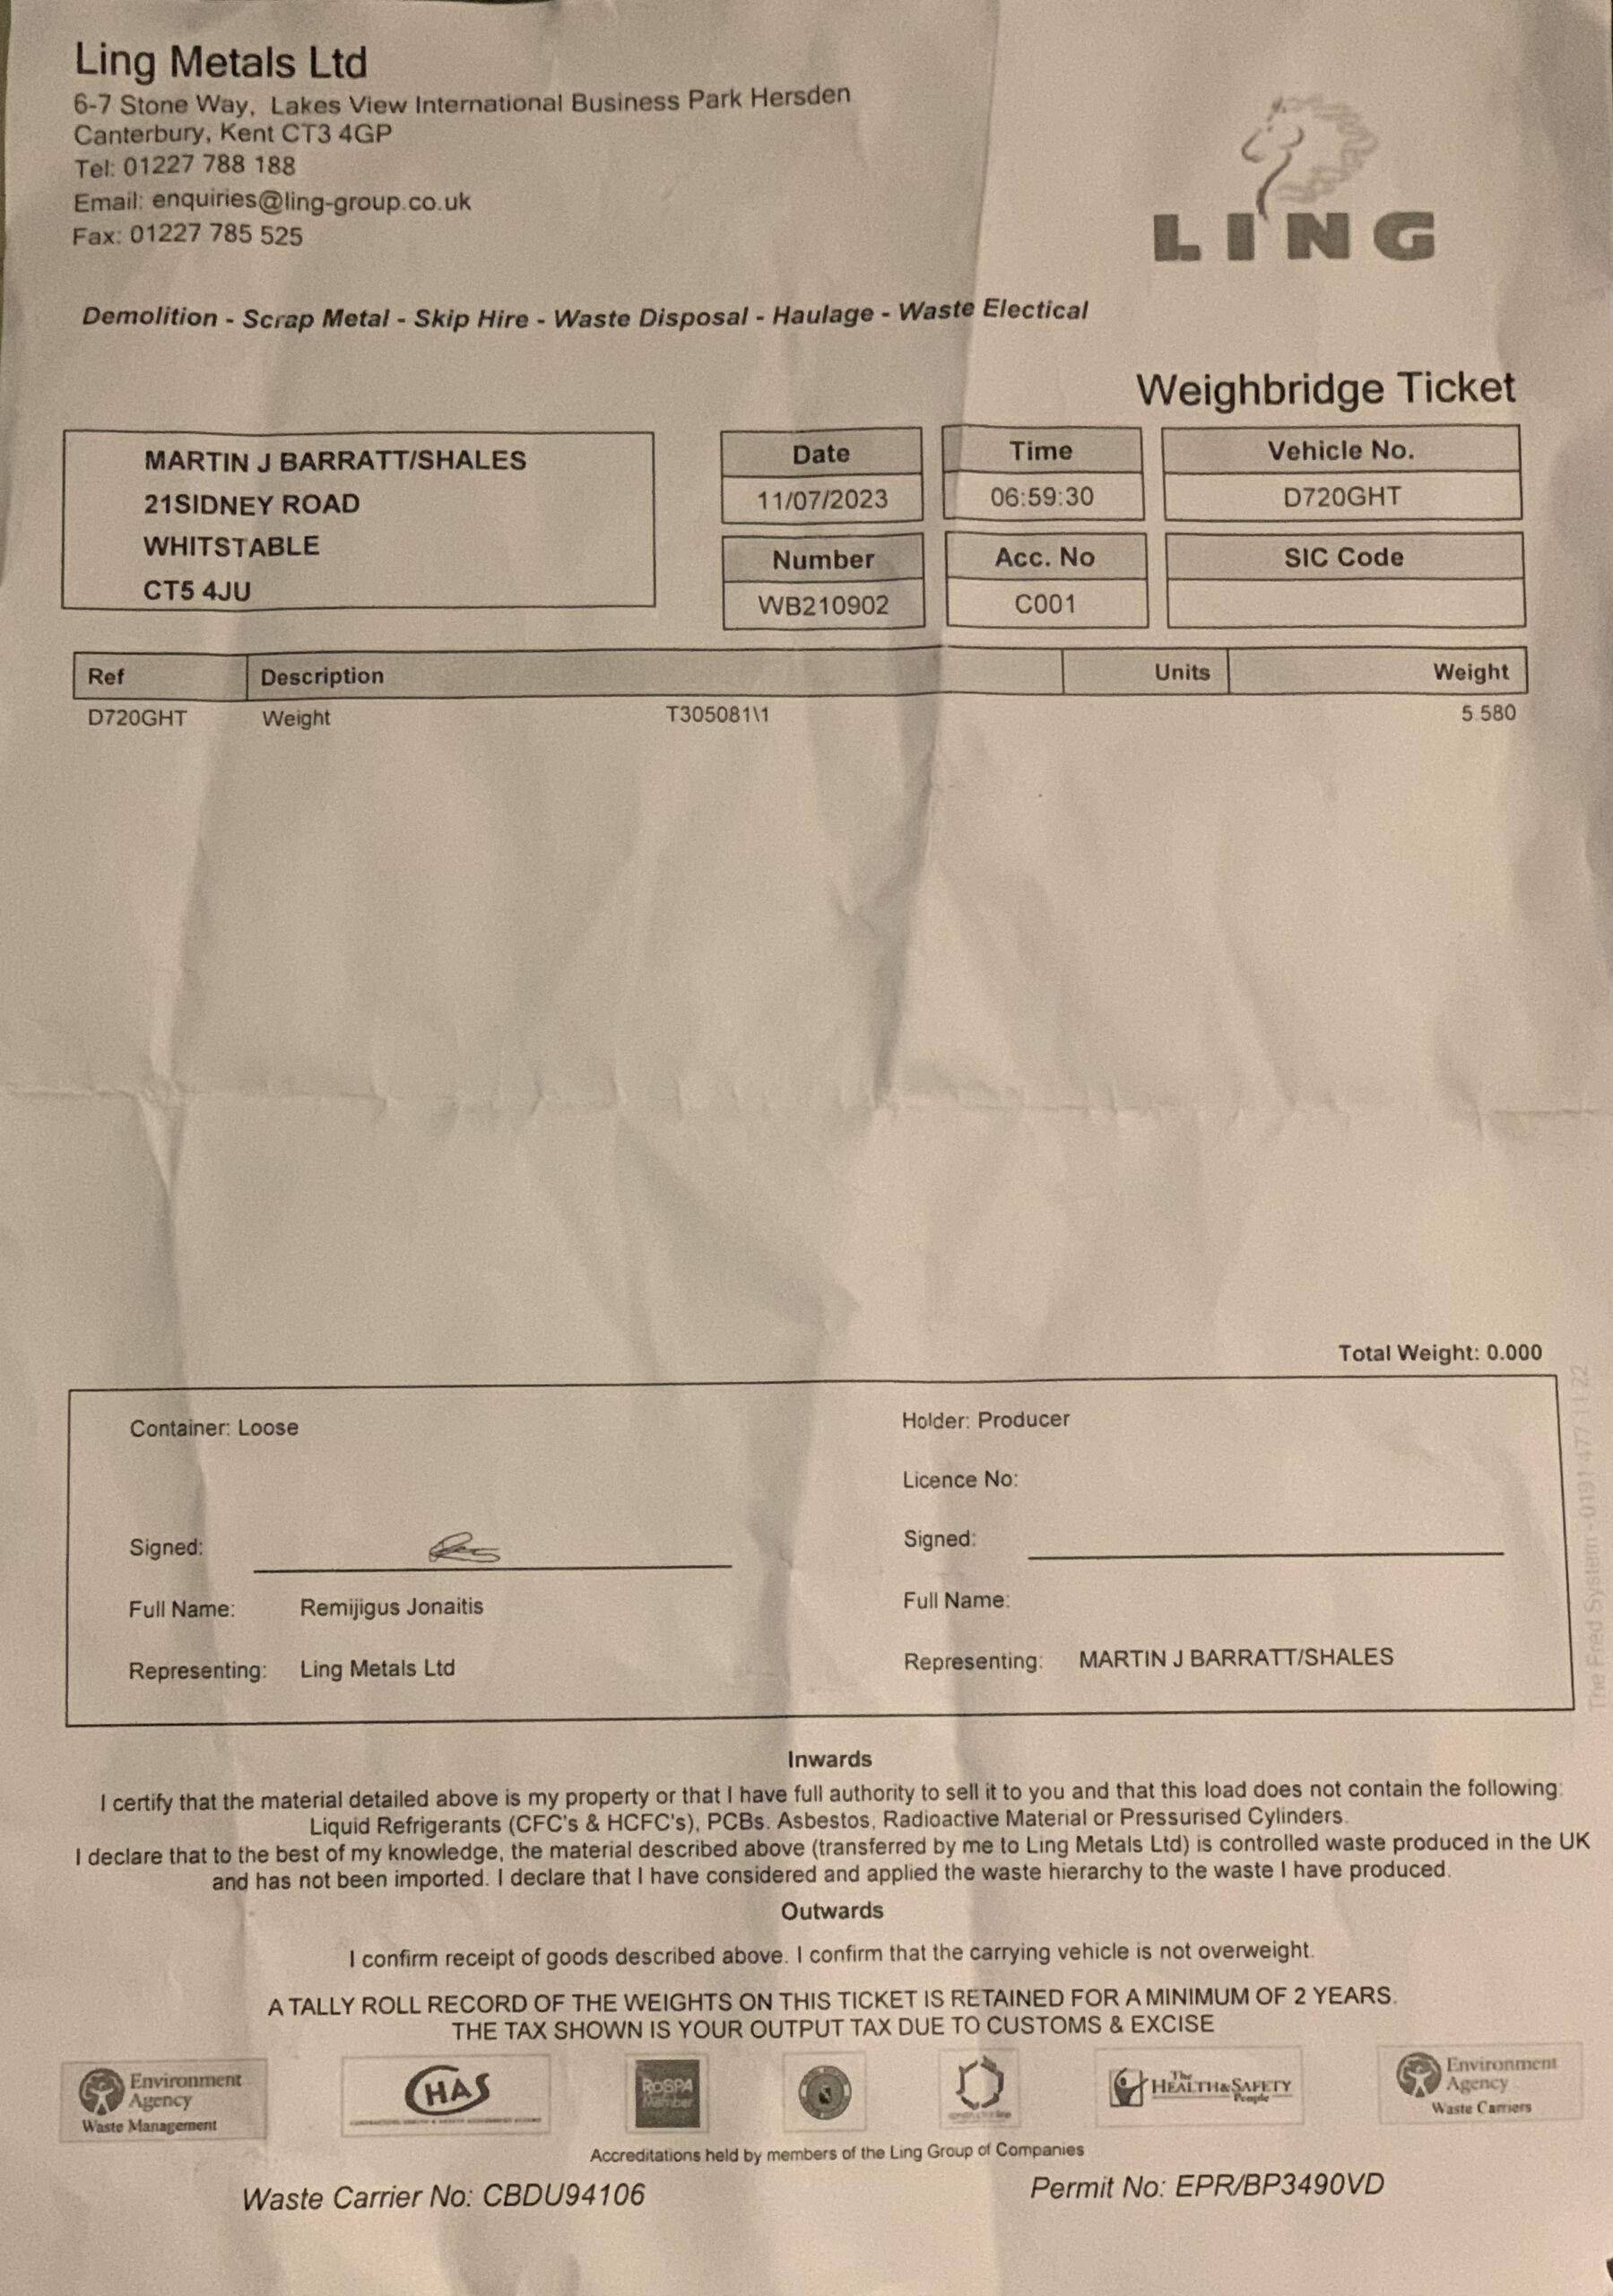 Ling Metals Ltd
6-7 Stone Way, Lakes View International Business Park Hersden
Canterbury, Kent CT3 4GP
Tel: 01227 788 188
Email: enquiries@ling-group.co.uk
Fax: 01227 785 525
LING
Demolition - Scrap Metal - Skip Hire - Waste Disposal - Haulage - Waste Electical
Weighbridge Ticket
MARTIN J BARRATT/SHALES
21SIDNEY ROAD
WHITSTABLE
CT5 4JU
Date Time Vehicle No.
11/07/2023 06:59:30 D720GHT
Number Acc. No SIC Code
WB210902 C001
Ref Description Units Weight
D720GHT Weight T305081\1 5.580
Total Weight: 0.000
Container: Loose
Holder: Producer
Licence No:
Signed:
Signed:
Full Name: Remijigus Jonaitis
Full Name:
Representing: Ling Metals Ltd
Representing: MARTIN J BARRATT/SHALES
The Fred System - 0191 477 11 22
Inwards
I certify that the material detailed above is my property or that I have full authority to sell it to you and that this load does not contain the following:
Liquid Refrigerants (CFC's & HCFC's), PCBs. Asbestos, Radioactive Material or Pressurised Cylinders.
I declare that to the best of my knowledge, the material described above (transferred by me to Ling Metals Ltd) is controlled waste produced in the UK
and has not been imported. I declare that I have considered and applied the waste hierarchy to the waste I have produced.
Outwards
I confirm receipt of goods described above. I confirm that the carrying vehicle is not overweight.
A TALLY ROLL RECORD OF THE WEIGHTS ON THIS TICKET IS RETAINED FOR A MINIMUM OF 2 YEARS.
THE TAX SHOWN IS YOUR OUTPUT TAX DUE TO CUSTOMS & EXCISE
Environment
Agency
Waste Management
CHAS
RoSPA
Member
The
HEALTH&SAFETY
People
Environment
Agency
Waste Carriers
Accreditations held by members of the Ling Group of Companies
Waste Carrier No: CBDU94106
Permit No: EPR/BP3490VD